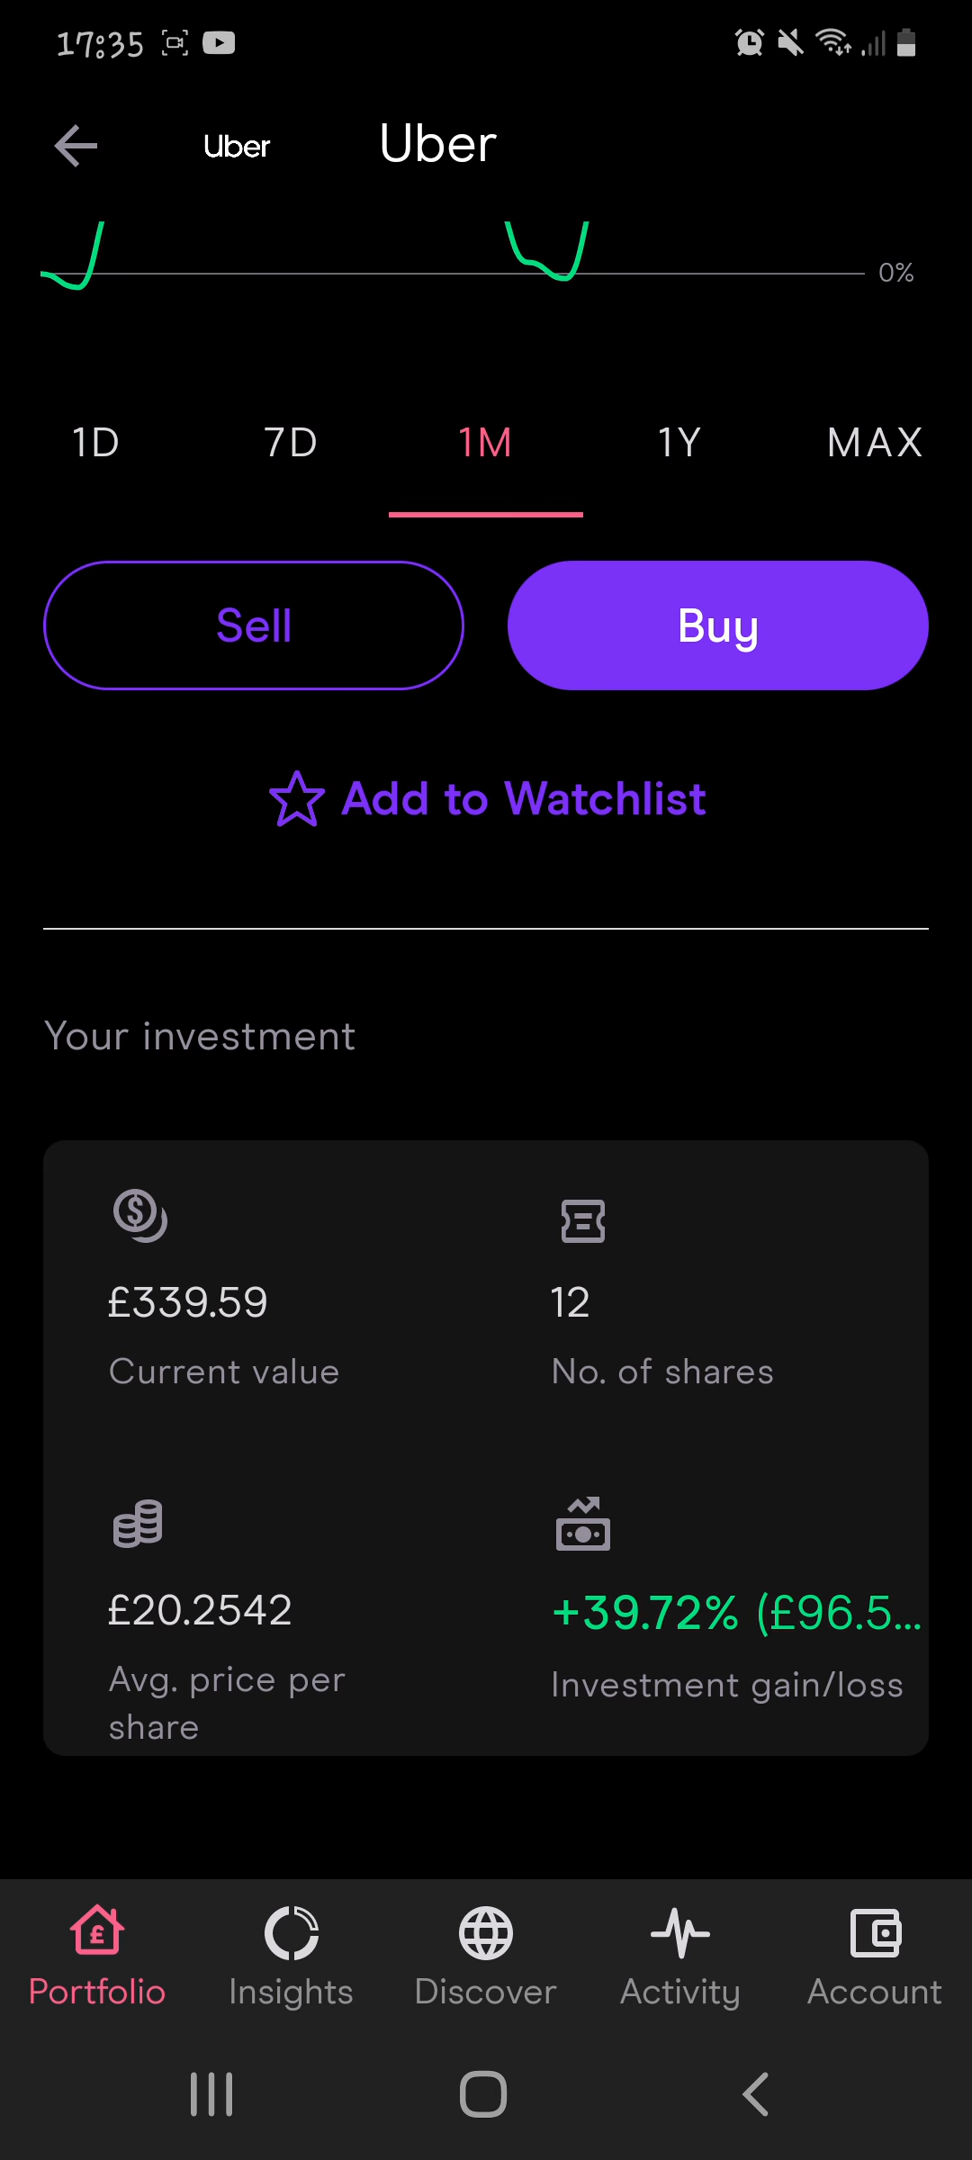 17:35
Uber Uber
0%
1D 7D 1M 1Y MAX
Sell Buy
Add to Watchlist
Your investment
£339.59 12
Current value No. of shares
£20.2542 +39.72% (£96.5...
Avg. price per Investment gain/loss
share
Portfolio Insights Discover Activity Account